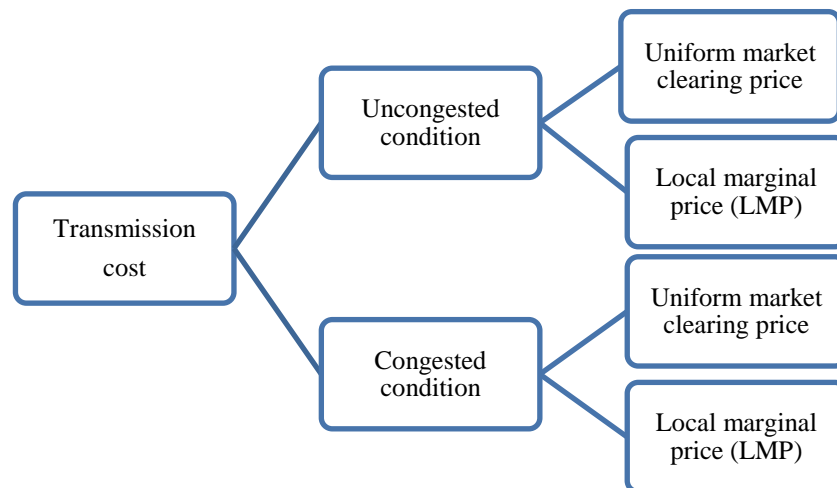 Transmission
cost
Uncongested
condition
Uniform market
clearing price
Local marginal
price (LMP)
Congested
condition
Uniform market
clearing price
Local marginal
price (LMP)